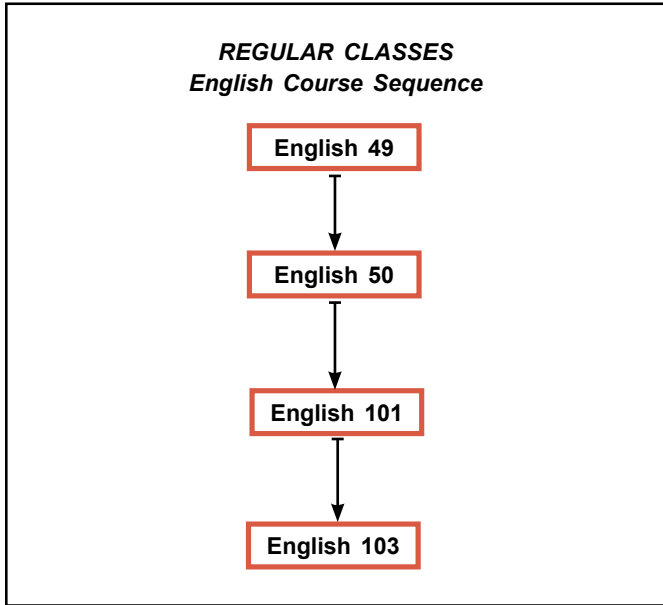 REGULAR CLASSES
English Course Sequence
English 49
English 50
English 101
English 103